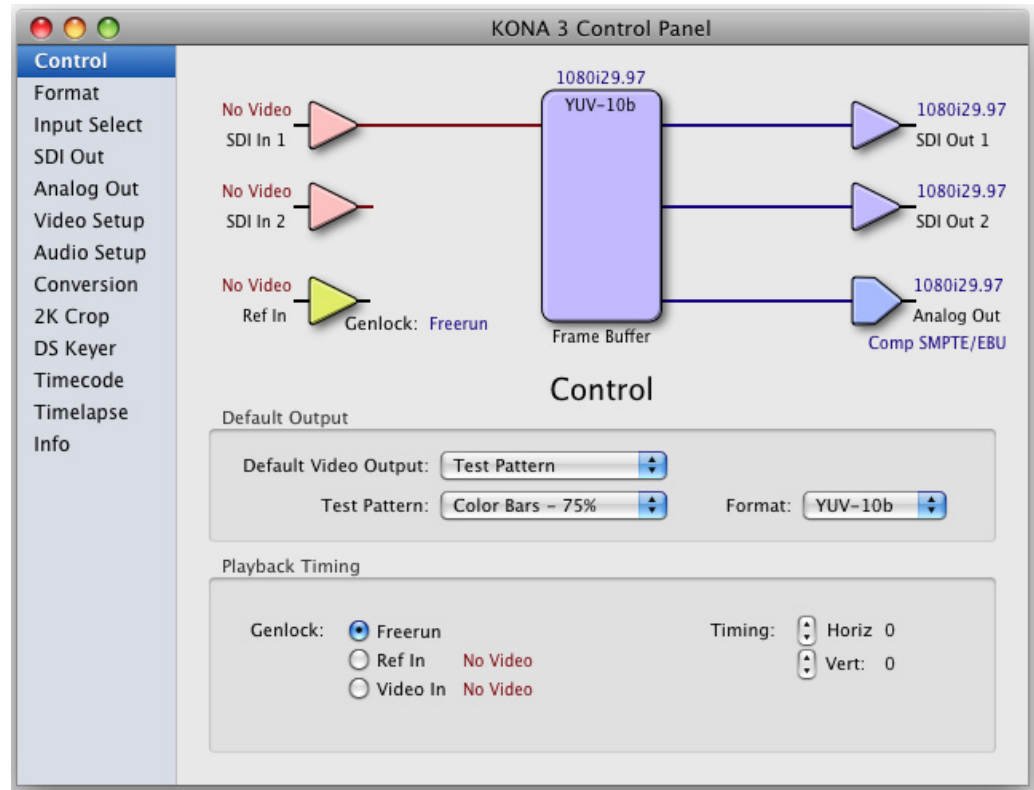 KONA 3 Control Panel
Control
Format
Input Select
SDI Out
Analog Out
Video Setup
Audio Setup
Conversion
2K Crop
DS Keyer
Timecode
Timelapse
Info
No Video
SDI In 1
No Video
SDI In 2
No Video
Ref In
Genlock: Freerun
1080i29.97
YUV-10b
Frame Buffer
1080i29.97
SDI Out 1
1080i29.97
SDI Out 2
1080i29.97
Analog Out
Comp SMPTE/EBU
Control
Default Output
Default Video Output: Test Pattern
Test Pattern: Color Bars - 75% Format: YUV-10b
Playback Timing
Genlock: Freerun Timing: Horiz 0
Ref In No Video Vert: 0
Video In No Video